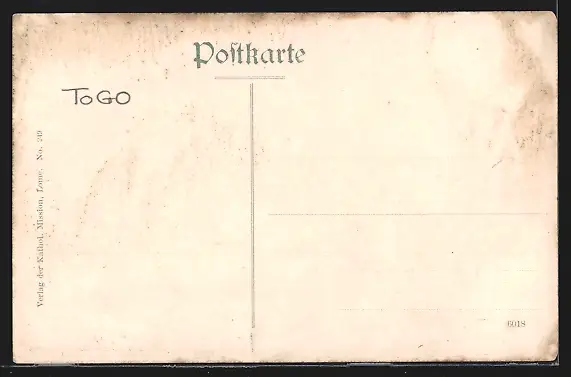 Postkarte
ToGO
Verlag der Kathol. Mission, Lome. No. 249
6018